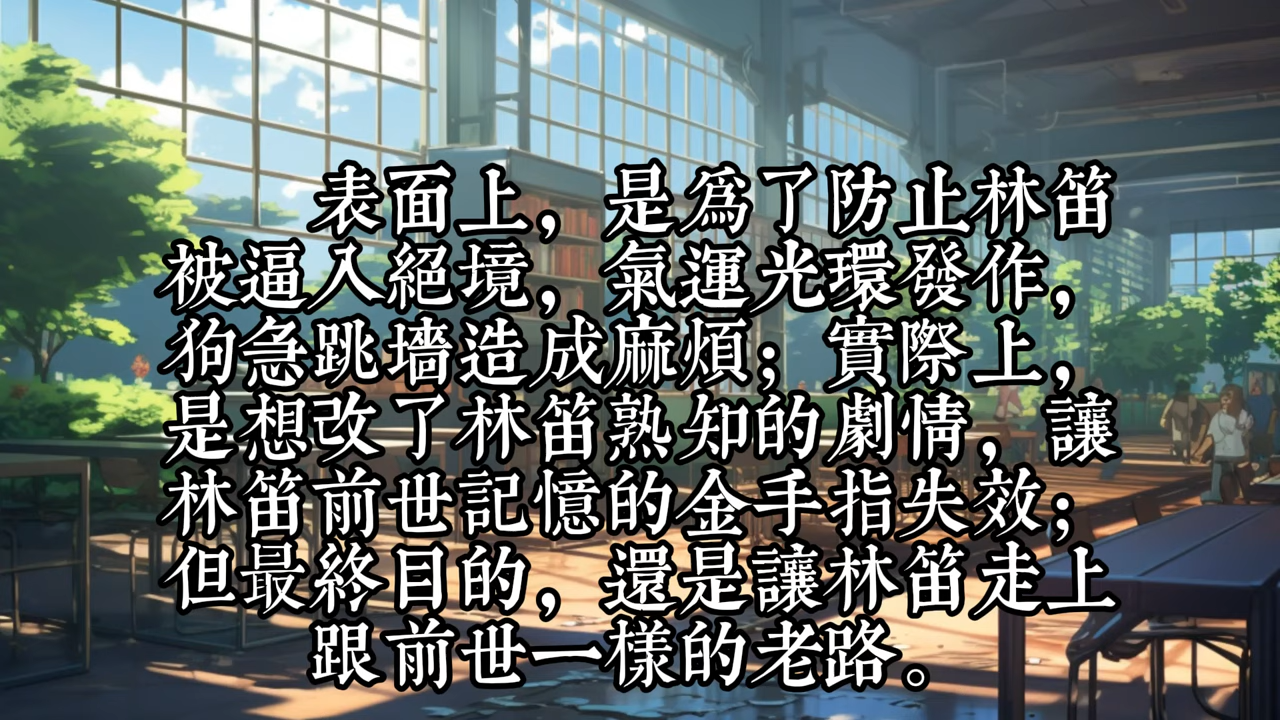 表面上，是爲了防止林笛
被逼入絕境，氣運光環發作，
狗急跳墻造成麻煩；實際上，
是想改了林笛熟知的劇情，讓
林笛前世記憶的金手指失效；
但最終目的，還是讓林笛走上
跟前世一樣的老路。